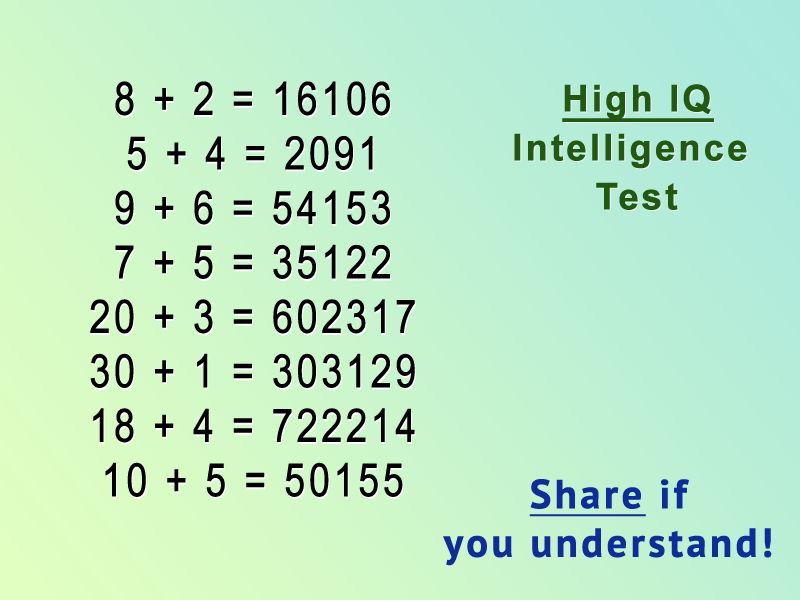 8 + 2 = 16106
5 + 4 = 2091
9 + 6 = 54153
7 + 5 = 35122
20 + 3 = 602317
30 + 1 = 303129
18 + 4 = 722214
10 + 5 = 50155
High IQ
Intelligence
Test
Share if
you understand!